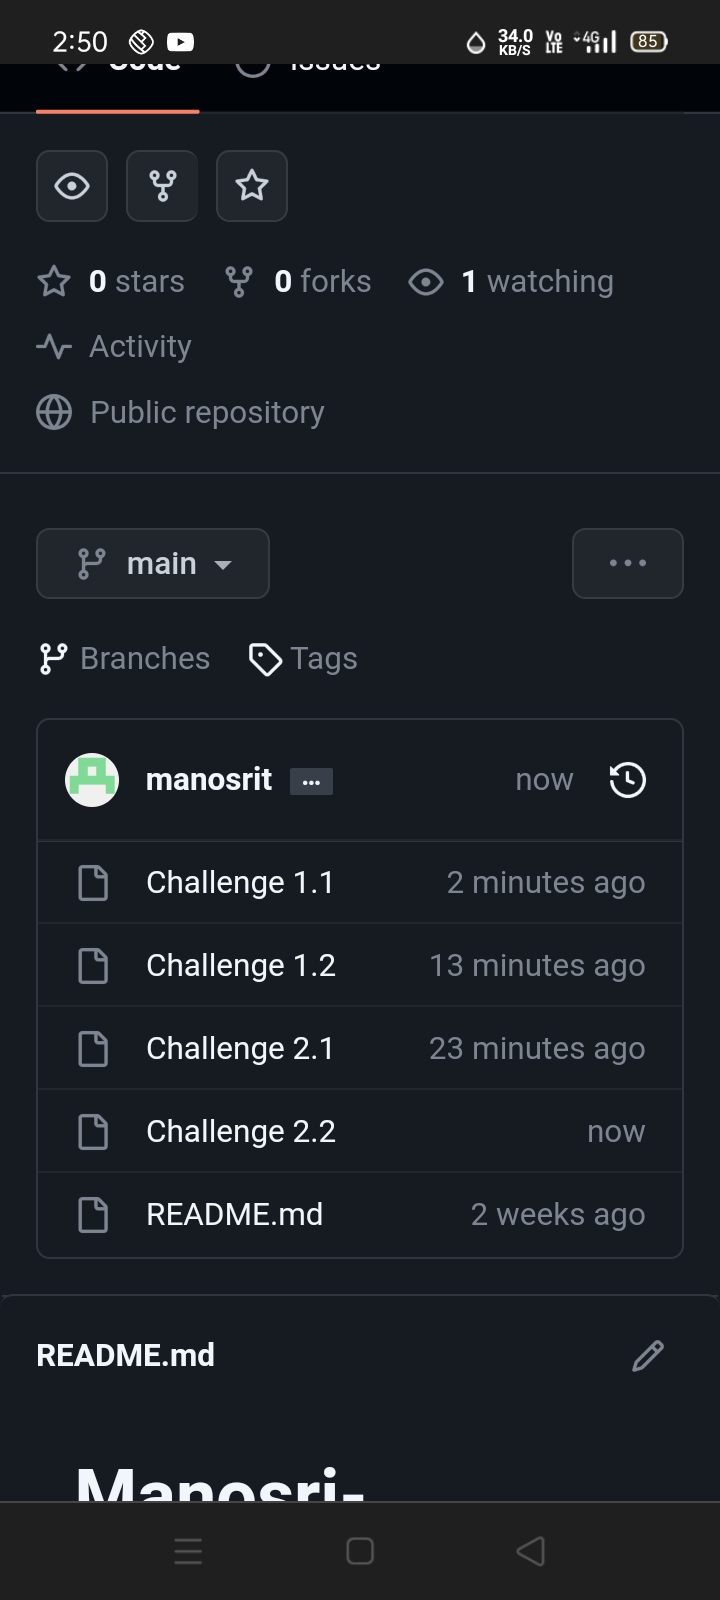 2:50 34.0 KB/S Vo LTE 4G 85
Code Issues
0 stars 0 forks 1 watching
Activity
Public repository
main ...
Branches Tags
manosrit ... now
Challenge 1.1 2 minutes ago
Challenge 1.2 13 minutes ago
Challenge 2.1 23 minutes ago
Challenge 2.2 now
README.md 2 weeks ago
README.md
Manosri-